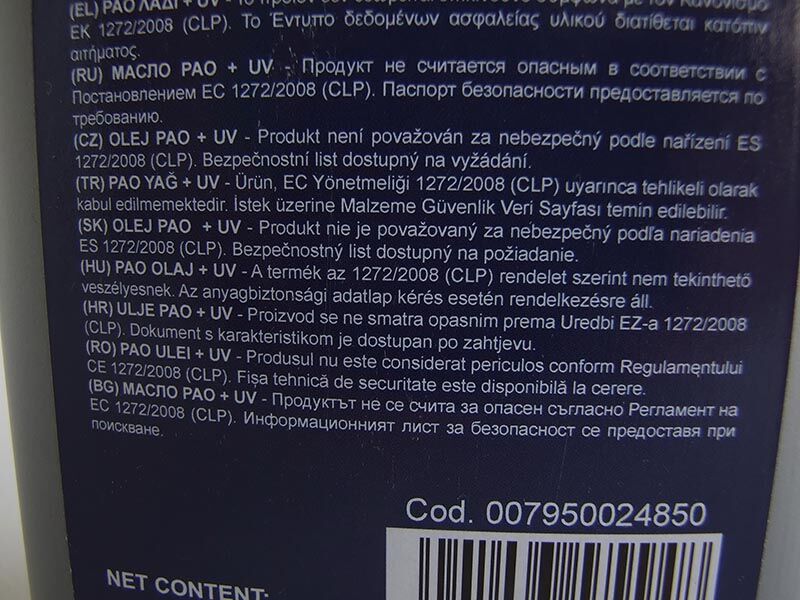 (EL) PAO ΛΑΔΙ + UV - Το προϊόν δεν
ΕΚ 1272/2008 (CLP). Το Έντυπο δεδομένων ασφαλείας υλικού διατίθεται κατόπιν
αιτήματος.
(RU) МАСЛО PAO + UV - Продукт не считается опасным в соответствии с
Постановлением ЕС 1272/2008 (CLP). Паспорт безопасности предоставляется по
требованию.
(CZ) OLEJ PAO + UV - Produkt není považován za nebezpečný podle nařízení ES
1272/2008 (CLP). Bezpečnostní list dostupný na vyžádání.
(TR) PAO YAĞ + UV - Ürün, EC Yönetmeliği 1272/2008 (CLP) uyarınca tehlikeli olarak
kabul edilmemektedir. İstek üzerine Malzeme Güvenlik Veri Sayfası temin edilebilir.
(SK) OLEJ PAO + UV - Produkt nie je považovaný za nebezpečný podľa nariadenia
ES 1272/2008 (CLP). Bezpečnostný list dostupný na požiadanie.
(HU) PAO OLAJ + UV - A termék az 1272/2008 (CLP) rendelet szerint nem tekinthető
veszélyesnek. Az anyagbiztonsági adatlap kérés esetén rendelkezésre áll.
(HR) ULJE PAO + UV - Proizvod se ne smatra opasnim prema Uredbi EZ-a 1272/2008
(CLP). Dokument s karakteristikom je dostupan po zahtjevu.
(RO) PAO ULEI + UV - Produsul nu este considerat periculos conform Regulamentului
CE 1272/2008 (CLP). Fișa tehnică de securitate este disponibilă la cerere.
(BG) МАСЛО PAO + UV - Продуктът не се счита за опасен съгласно Регламент на
ЕС 1272/2008 (CLP). Информационният лист за безопасност се предоставя при
поискване.
Cod. 007950024850
NET CONTENT: